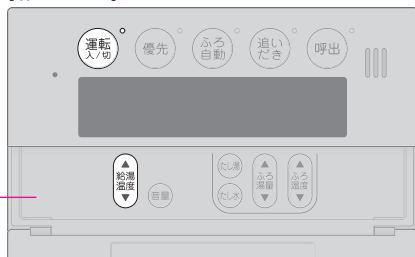 運転
入/切
優先
ふろ
自動
追い
だき
呼出
▲
給湯
温度
▼
音量
たし湯
たし水
▲
ふろ
湯量
▼
▲
ふろ
温度
▼